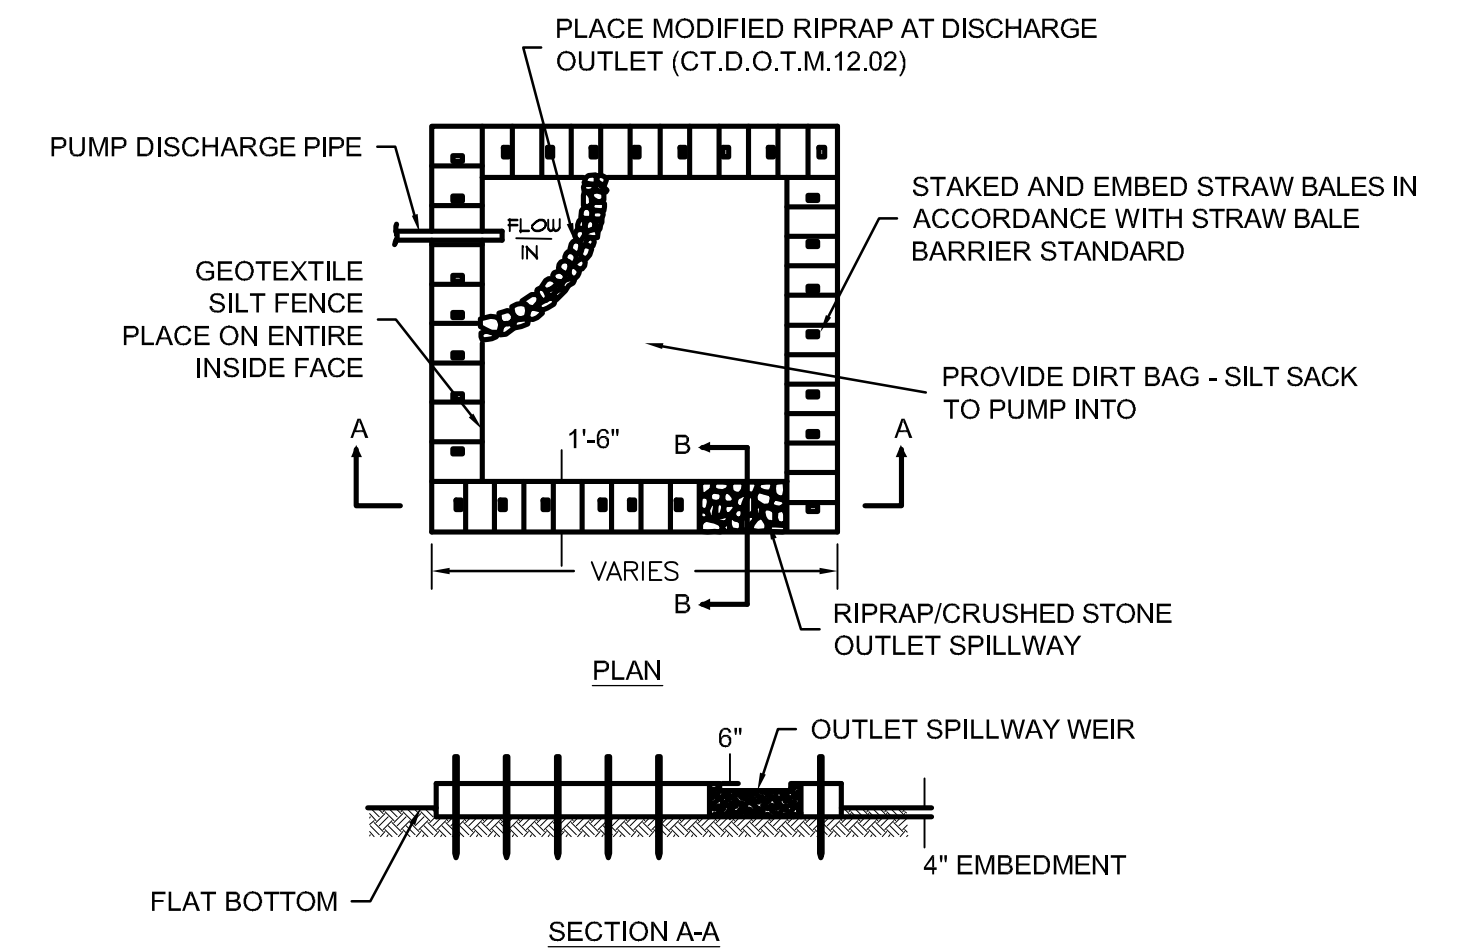 PLACE MODIFIED RIPRAP AT DISCHARGE
OUTLET (CT.D.O.T.M.12.02)
PUMP DISCHARGE PIPE
FLOW
IN
STAKED AND EMBED STRAW BALES IN
ACCORDANCE WITH STRAW BALE
BARRIER STANDARD
GEOTEXTILE
SILT FENCE
PLACE ON ENTIRE
INSIDE FACE
PROVIDE DIRT BAG - SILT SACK
TO PUMP INTO
A
1'-6"
B
A
VARIES
B
RIPRAP/CRUSHED STONE
OUTLET SPILLWAY
PLAN
6"
OUTLET SPILLWAY WEIR
4" EMBEDMENT
FLAT BOTTOM
SECTION A-A